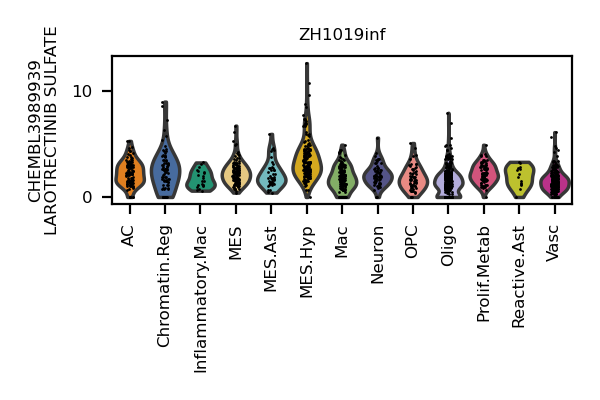 ZH1019inf
CHEMBL3989939
LAROTRECTINIB SULFATE
10
0
AC
Chromatin.Reg
Inflammatory.Mac
MES
MES.Ast
MES.Hyp
Mac
Neuron
OPC
Oligo
Prolif.Metab
Reactive.Ast
Vasc